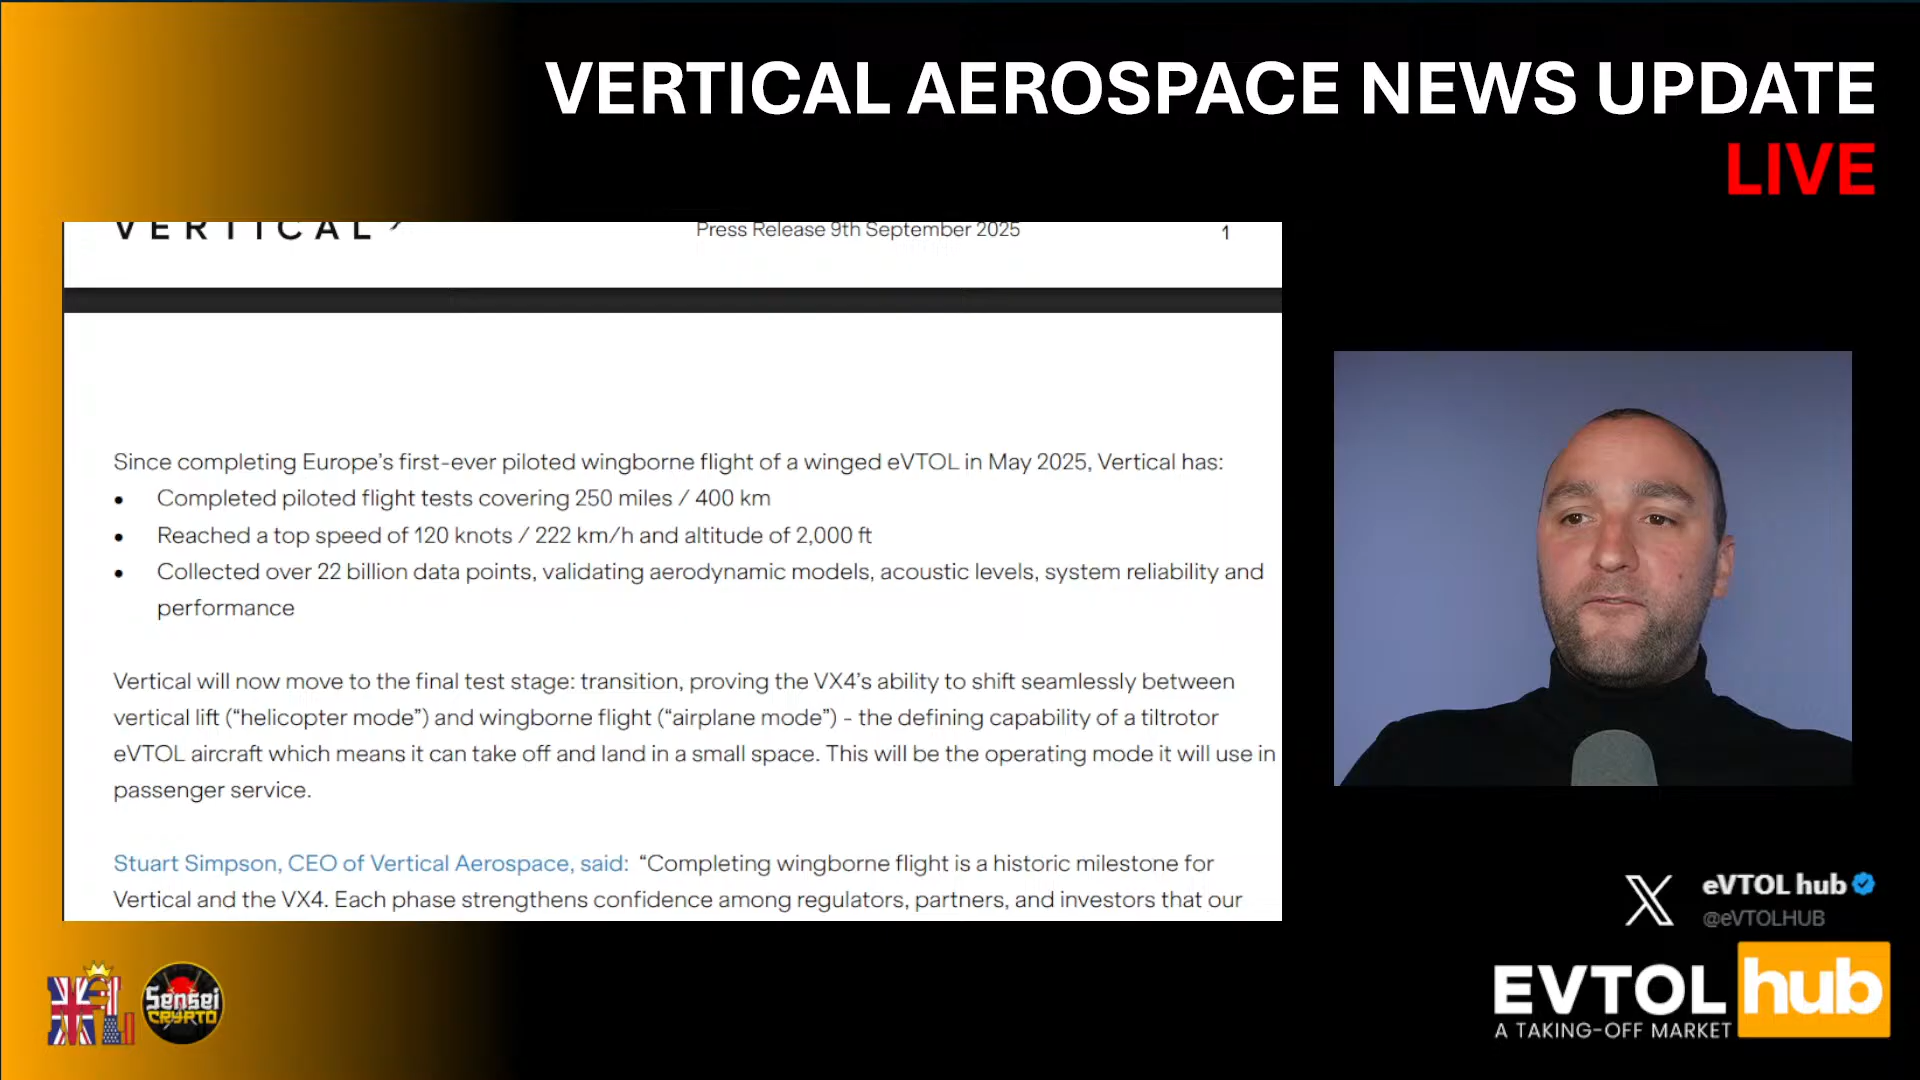 VERTICAL AEROSPACE NEWS UPDATE
LIVE
VERTICAL
Press Release 9th September 2025
1
Since completing Europe's first-ever piloted wingborne flight of a winged eVTOL in May 2025, Vertical has:
• Completed piloted flight tests covering 250 miles / 400 km
• Reached a top speed of 120 knots / 222 km/h and altitude of 2,000 ft
• Collected over 22 billion data points, validating aerodynamic models, acoustic levels, system reliability and
performance
Vertical will now move to the final test stage: transition, proving the VX4's ability to shift seamlessly between
vertical lift (“helicopter mode”) and wingborne flight (“airplane mode”) - the defining capability of a tiltrotor
eVTOL aircraft which means it can take off and land in a small space. This will be the operating mode it will use in
passenger service.
Stuart Simpson, CEO of Vertical Aerospace, said: “Completing wingborne flight is a historic milestone for
Vertical and the VX4. Each phase strengthens confidence among regulators, partners, and investors that our
eVTOL hub
@eVTOLHUB
EVTOL hub
A TAKING-OFF MARKET
Sensei
CRYPTO